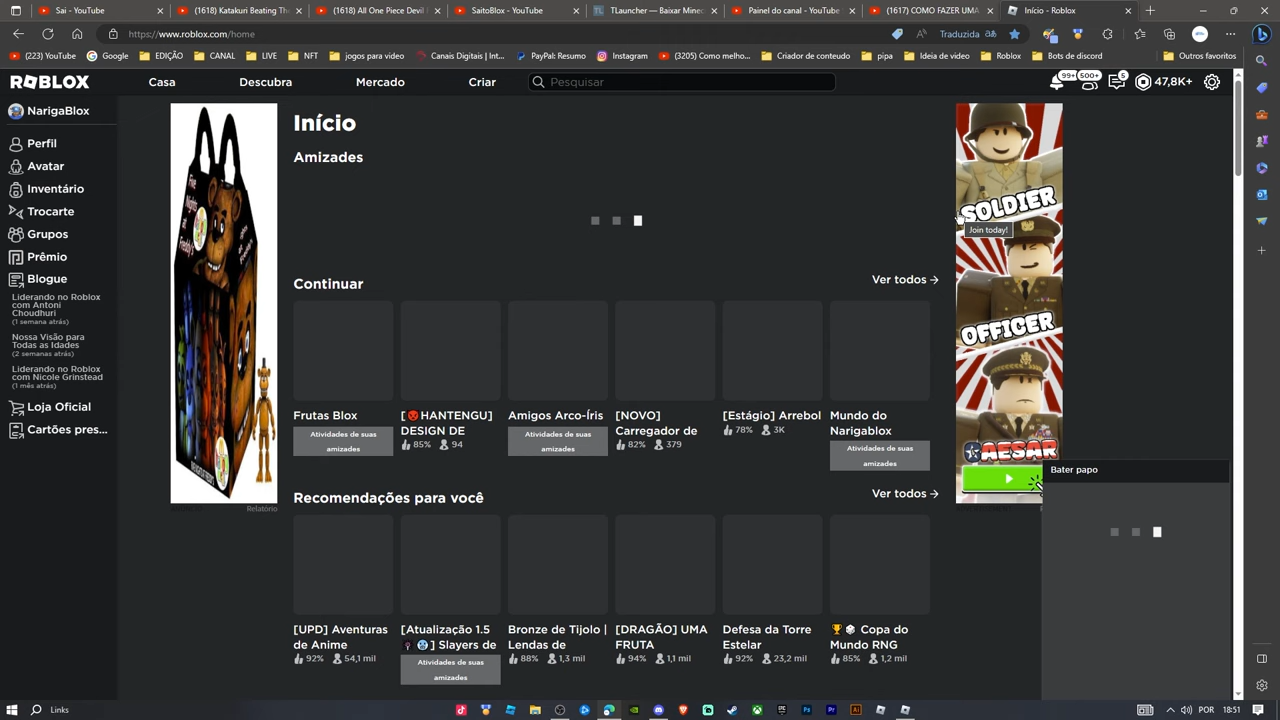 Sai - YouTube
(1618) Katakuri Beating The
(1618) All One Piece Devil F
SaitoBlox - YouTube
TLauncher — Baixar Minec
Painel do canal - YouTube
(1617) COMO FAZER UMA
Início - Roblox
https://www.roblox.com/home
Traduzida
(223) YouTube
Google
EDIÇÃO
CANAL
LIVE
NFT
jogos para video
Canais Digitais | Int...
PayPal: Resumo
Instagram
(3205) Como melho...
Criador de conteudo
pipa
Ideia de video
Roblox
Bots de discord
Outros favoritos
ROBLOX
Casa
Descubra
Mercado
Criar
Pesquisar
99+
500+
5
47,8K+
NarigaBlox
Perfil
Avatar
Inventário
Trocarte
Grupos
Prêmio
Blogue
Liderando no Roblox
com Antoni
Choudhuri
(1 semana atrás)
Nossa Visão para
Todas as Idades
(2 semanas atrás)
Liderando no Roblox
com Nicole Grinstead
(1 mês atrás)
Loja Oficial
Cartões pres...
Five
Nights
at
Freddy's
Relatório
Início
Amizades
Continuar
Ver todos →
Frutas Blox
Atividades de suas
amizades
[👹HANTENGU]
DESIGN DE
85% 94
Amigos Arco-Íris
Atividades de suas
amizades
[NOVO]
Carregador de
82% 379
[Estágio] Arrebol
78% 3K
Mundo do
Narigablox
Atividades de suas
amizades
Recomendações para você
Ver todos →
[UPD] Aventuras
de Anime
92% 54,1 mil
[Atualização 1.5
] Slayers de
Atividades de suas
amizades
Bronze de Tijolo |
Lendas de
88% 1,3 mil
[DRAGÃO] UMA
FRUTA
94% 1,1 mil
Defesa da Torre
Estelar
92% 23,2 mil
🏆 🎲 Copa do
Mundo RNG
85% 1,2 mil
SOLDIER
Join today!
OFFICER
CAESAR
Bater papo
Links
POR
18:51